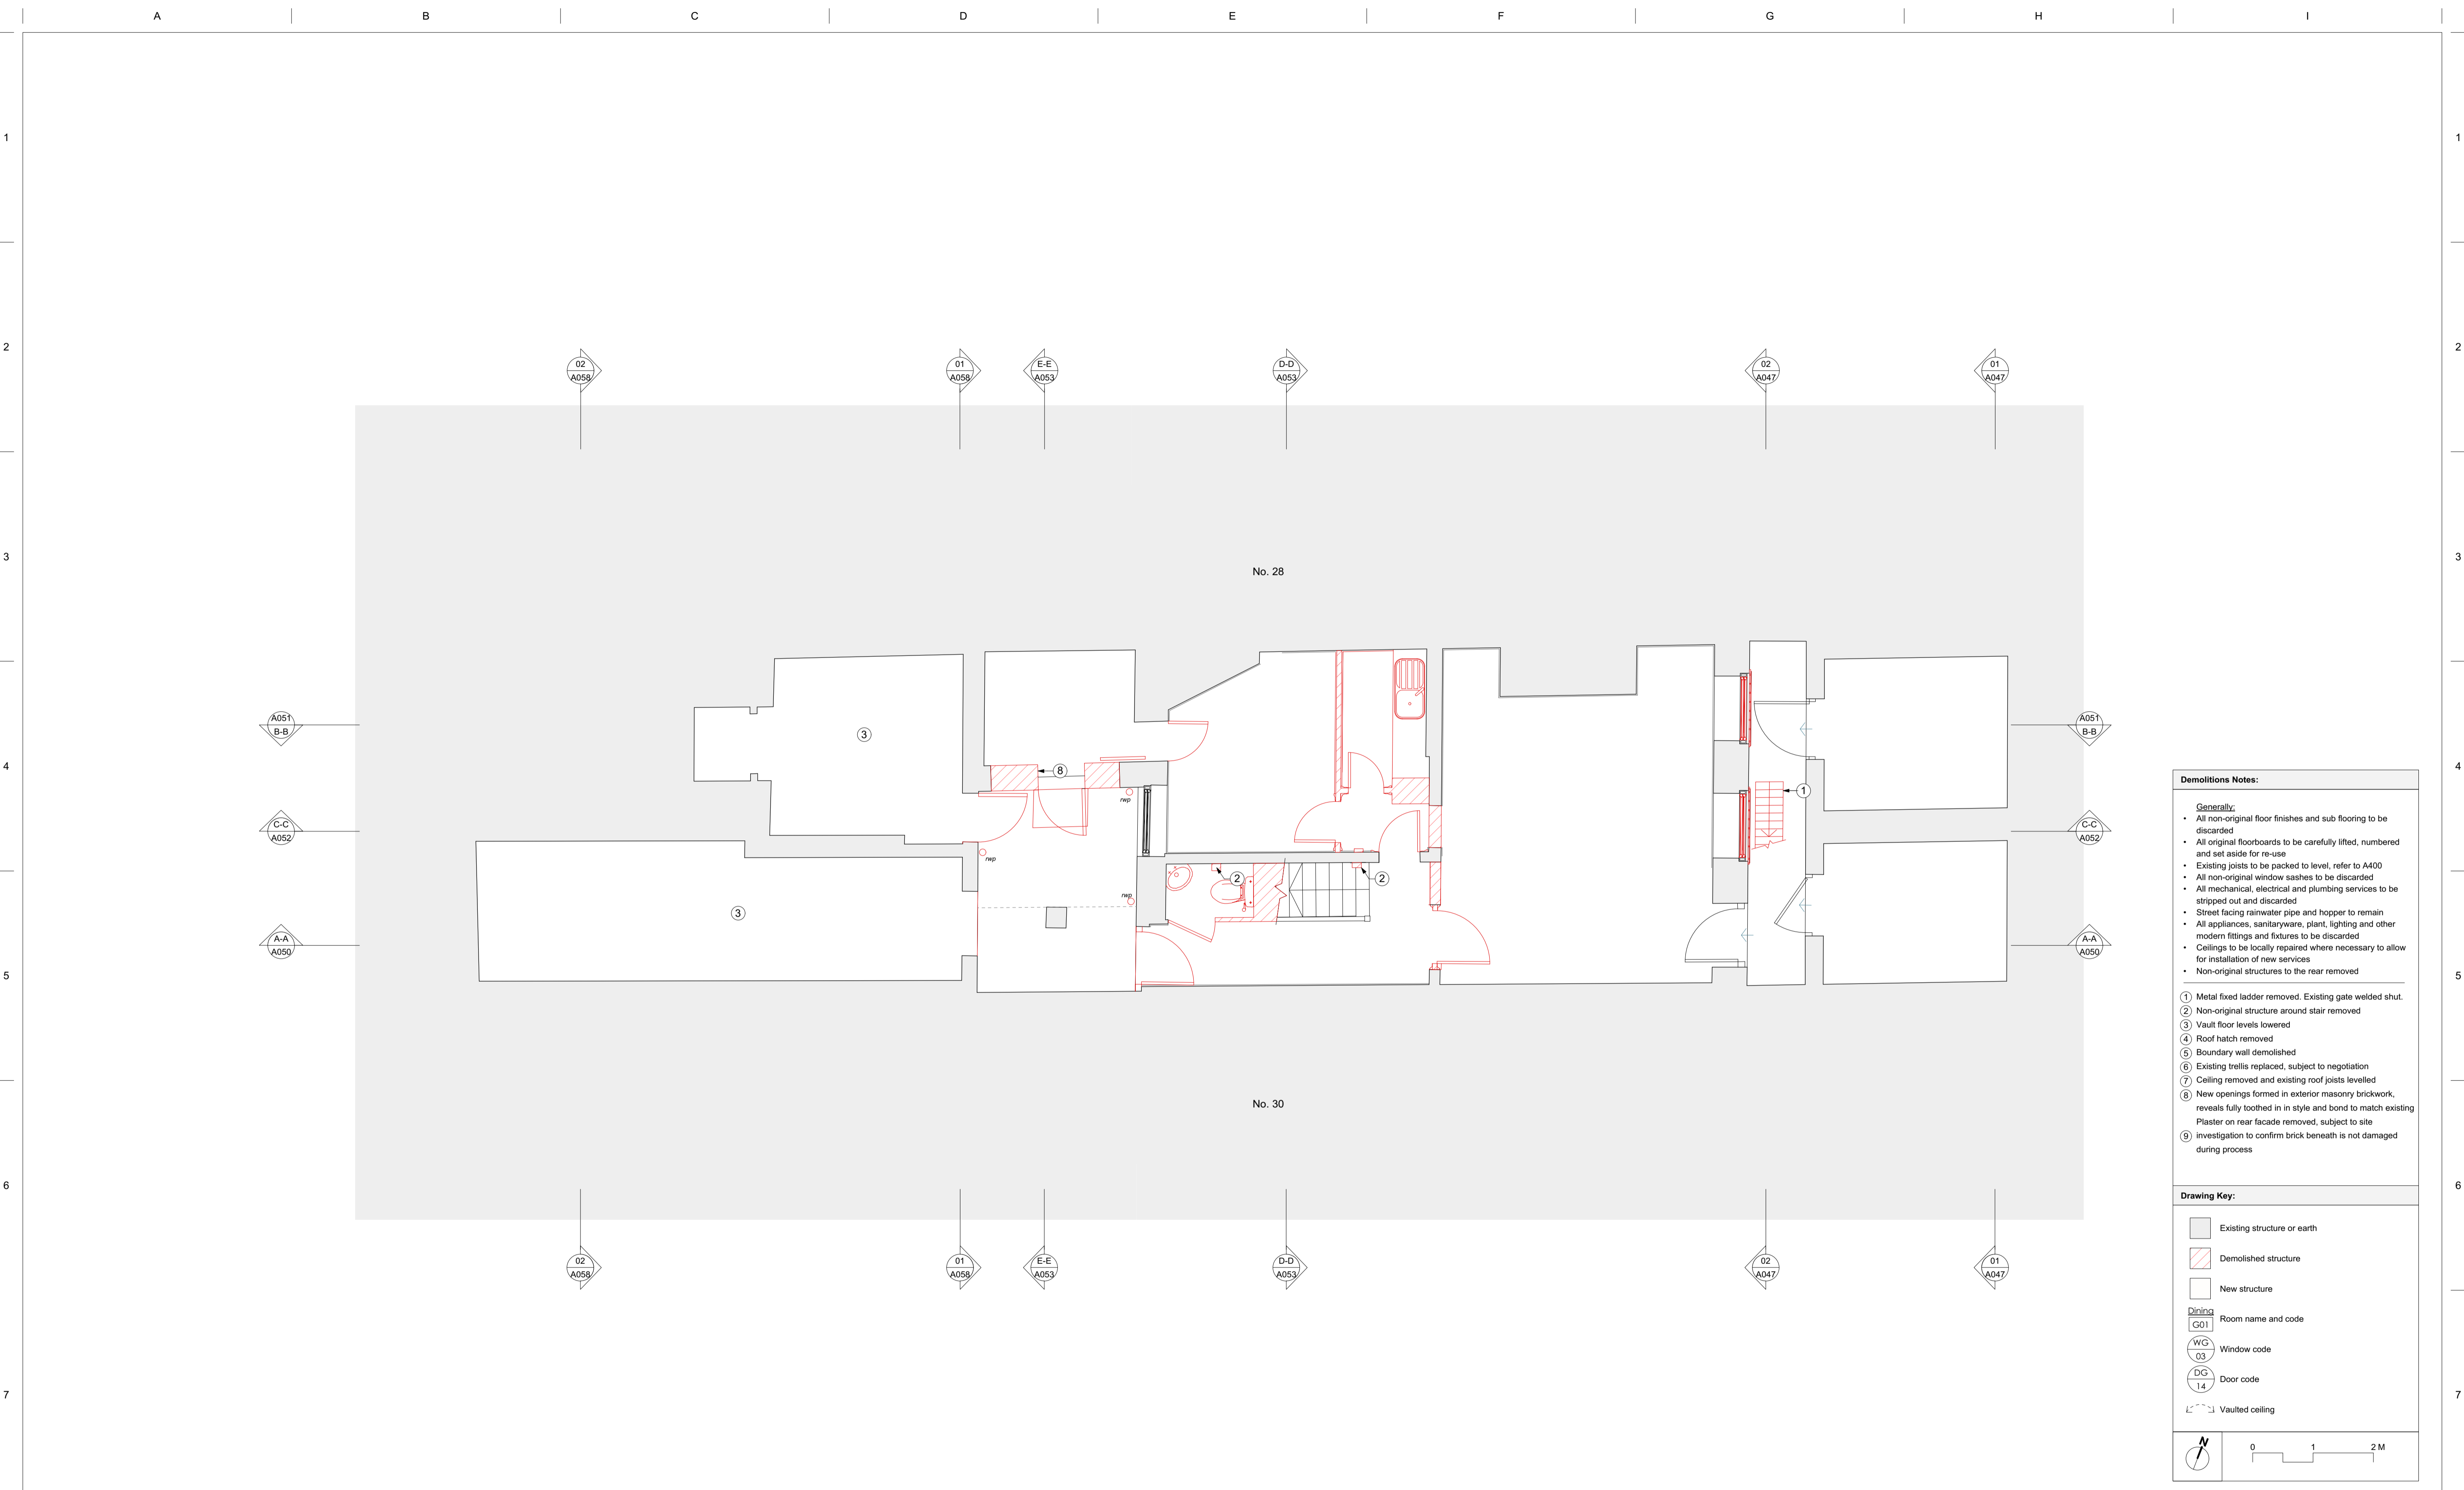 A B C D E F G H I
1 1
2 2
02 01 E-E D-D 02 01
A058 A058 A053 A053 A047 A047
3 3
No. 28
A051 A051
B-B B-B
3
8
4 4
Demolitions Notes:
1
rwp
Generally:
• All non-original floor finishes and sub flooring to be
discarded
C-C C-C
A052 A052
• All original floorboards to be carefully lifted, numbered
and set aside for re-use
rwp
• Existing joists to be packed to level, refer to A400
• All non-original window sashes to be discarded
2 2
• All mechanical, electrical and plumbing services to be
stripped out and discarded
rwp
3
• Street facing rainwater pipe and hopper to remain
• All appliances, sanitaryware, plant, lighting and other
modern fittings and fixtures to be discarded
A-A A-A
A050 A050
• Ceilings to be locally repaired where necessary to allow
for installation of new services
• Non-original structures to the rear removed
5 5
1 Metal fixed ladder removed. Existing gate welded shut.
2 Non-original structure around stair removed
3 Vault floor levels lowered
4 Roof hatch removed
5 Boundary wall demolished
6 Existing trellis replaced, subject to negotiation
7 Ceiling removed and existing roof joists levelled
8 New openings formed in exterior masonry brickwork,
reveals fully toothed in in style and bond to match existing
Plaster on rear facade removed, subject to site
9 investigation to confirm brick beneath is not damaged
during process
No. 30
6 6
Drawing Key:
Existing structure or earth
Demolished structure
New structure
02 01 E-E D-D 02 01
A058 A058 A053 A053 A047 A047
Dining
G01
Room name and code
WG
03
Window code
DG
14
Door code
7 7
Vaulted ceiling
N
0 1 2 M